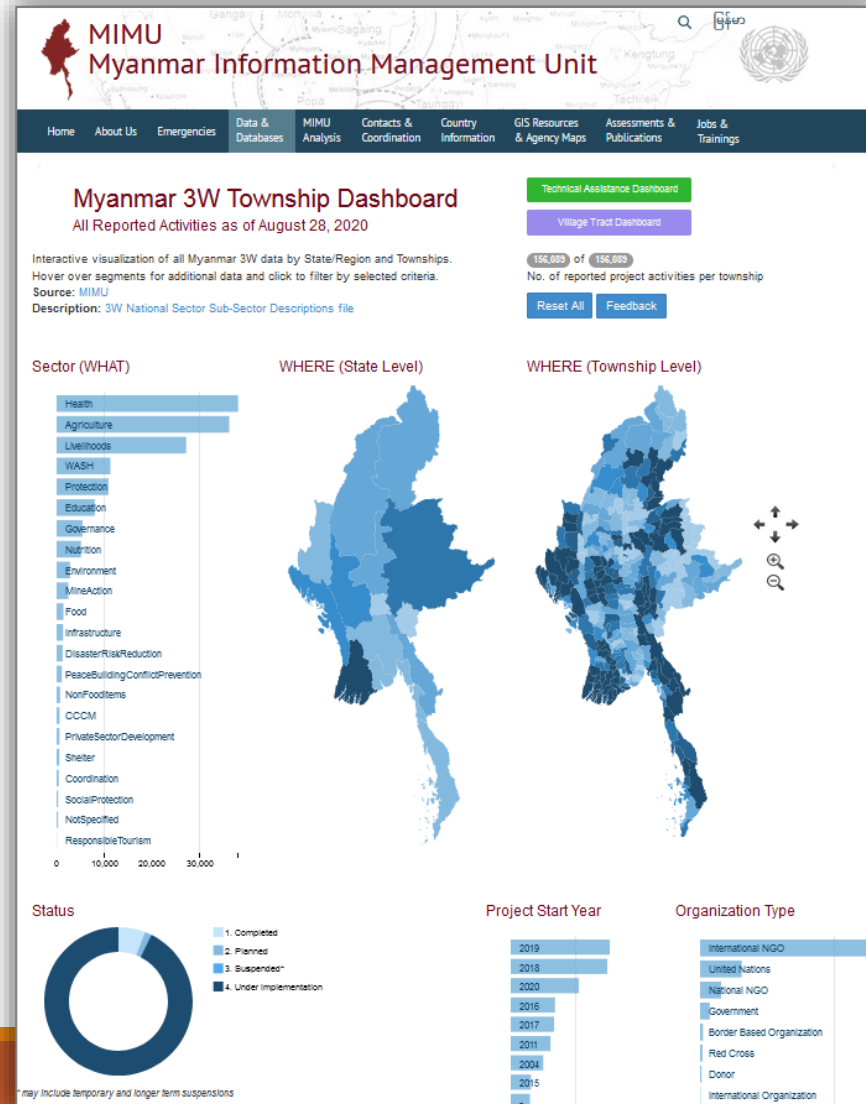 MIMU
Myanmar Information Management Unit
မြန်မာ
Home
About Us
Emergencies
Data & Databases
MIMU Analysis
Contacts & Coordination
Country Information
GIS Resources & Agency Maps
Assessments & Publications
Jobs & Trainings
Myanmar 3W Township Dashboard
All Reported Activities as of August 28, 2020
Technical Assistance Dashboard
Village Tract Dashboard
Interactive visualization of all Myanmar 3W data by State/Region and Townships.
Hover over segments for additional data and click to filter by selected criteria.
Source: MIMU
Description: 3W National Sector Sub-Sector Descriptions file
156,089 of 156,089
No. of reported project activities per township
Reset All
Feedback
Sector (WHAT)
Health
Agriculture
Livelihoods
WASH
Protection
Education
Governance
Nutrition
Environment
MineAction
Food
Infrastructure
DisasterRiskReduction
PeaceBuildingConflictPrevention
NonFoodItems
CCCM
PrivateSectorDevelopment
Shelter
Coordination
SocialProtection
NotSpecified
ResponsibleTourism
0 10,000 20,000 30,000
WHERE (State Level)
WHERE (Township Level)
Status
1. Completed
2. Planned
3. Suspended*
4. Under Implementation
* may include temporary and longer term suspensions
Project Start Year
2019
2018
2020
2016
2017
2011
2004
2015
Organization Type
International NGO
United Nations
National NGO
Government
Border Based Organization
Red Cross
Donor
International Organization